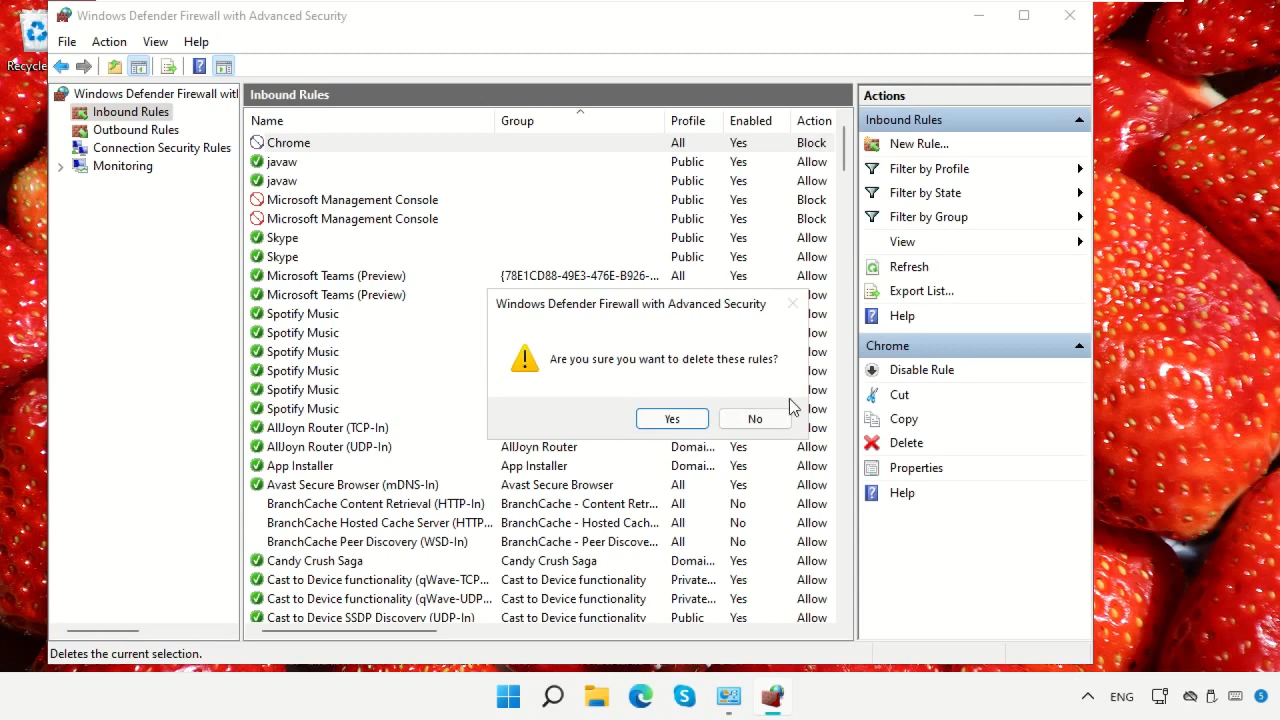 Recycle
Windows Defender Firewall with Advanced Security
File Action View Help
Windows Defender Firewall wit
Inbound Rules
Outbound Rules
Connection Security Rules
Monitoring
Inbound Rules
Name Group Profile Enabled Action
Chrome All Yes Block
javaw Public Yes Allow
javaw Public Yes Allow
Microsoft Management Console Public Yes Block
Microsoft Management Console Public Yes Block
Skype Public Yes Allow
Skype Public Yes Allow
Microsoft Teams (Preview) {78E1CD88-49E3-476E-B926-... All Yes Allow
Microsoft Teams (Preview) low
Spotify Music low
Spotify Music low
Spotify Music low
Spotify Music low
Spotify Music low
Spotify Music low
AllJoyn Router (TCP-In) low
AllJoyn Router (UDP-In) AllJoyn Router Domai... Yes Allow
App Installer App Installer Domai... Yes Allow
Avast Secure Browser (mDNS-In) Avast Secure Browser All Yes Allow
BranchCache Content Retrieval (HTTP-In) BranchCache - Content Retr... All No Allow
BranchCache Hosted Cache Server (HTTP... BranchCache - Hosted Cach... All No Allow
BranchCache Peer Discovery (WSD-In) BranchCache - Peer Discove... All No Allow
Candy Crush Saga Candy Crush Saga Domai... Yes Allow
Cast to Device functionality (qWave-TCP... Cast to Device functionality Private... Yes Allow
Cast to Device functionality (qWave-UDP... Cast to Device functionality Private... Yes Allow
Cast to Device SSDP Discovery (UDP-In) Cast to Device functionality Public Yes Allow
Windows Defender Firewall with Advanced Security
Are you sure you want to delete these rules?
Yes No
Actions
Inbound Rules
New Rule...
Filter by Profile
Filter by State
Filter by Group
View
Refresh
Export List...
Help
Chrome
Disable Rule
Cut
Copy
Delete
Properties
Help
Deletes the current selection.
ENG 5